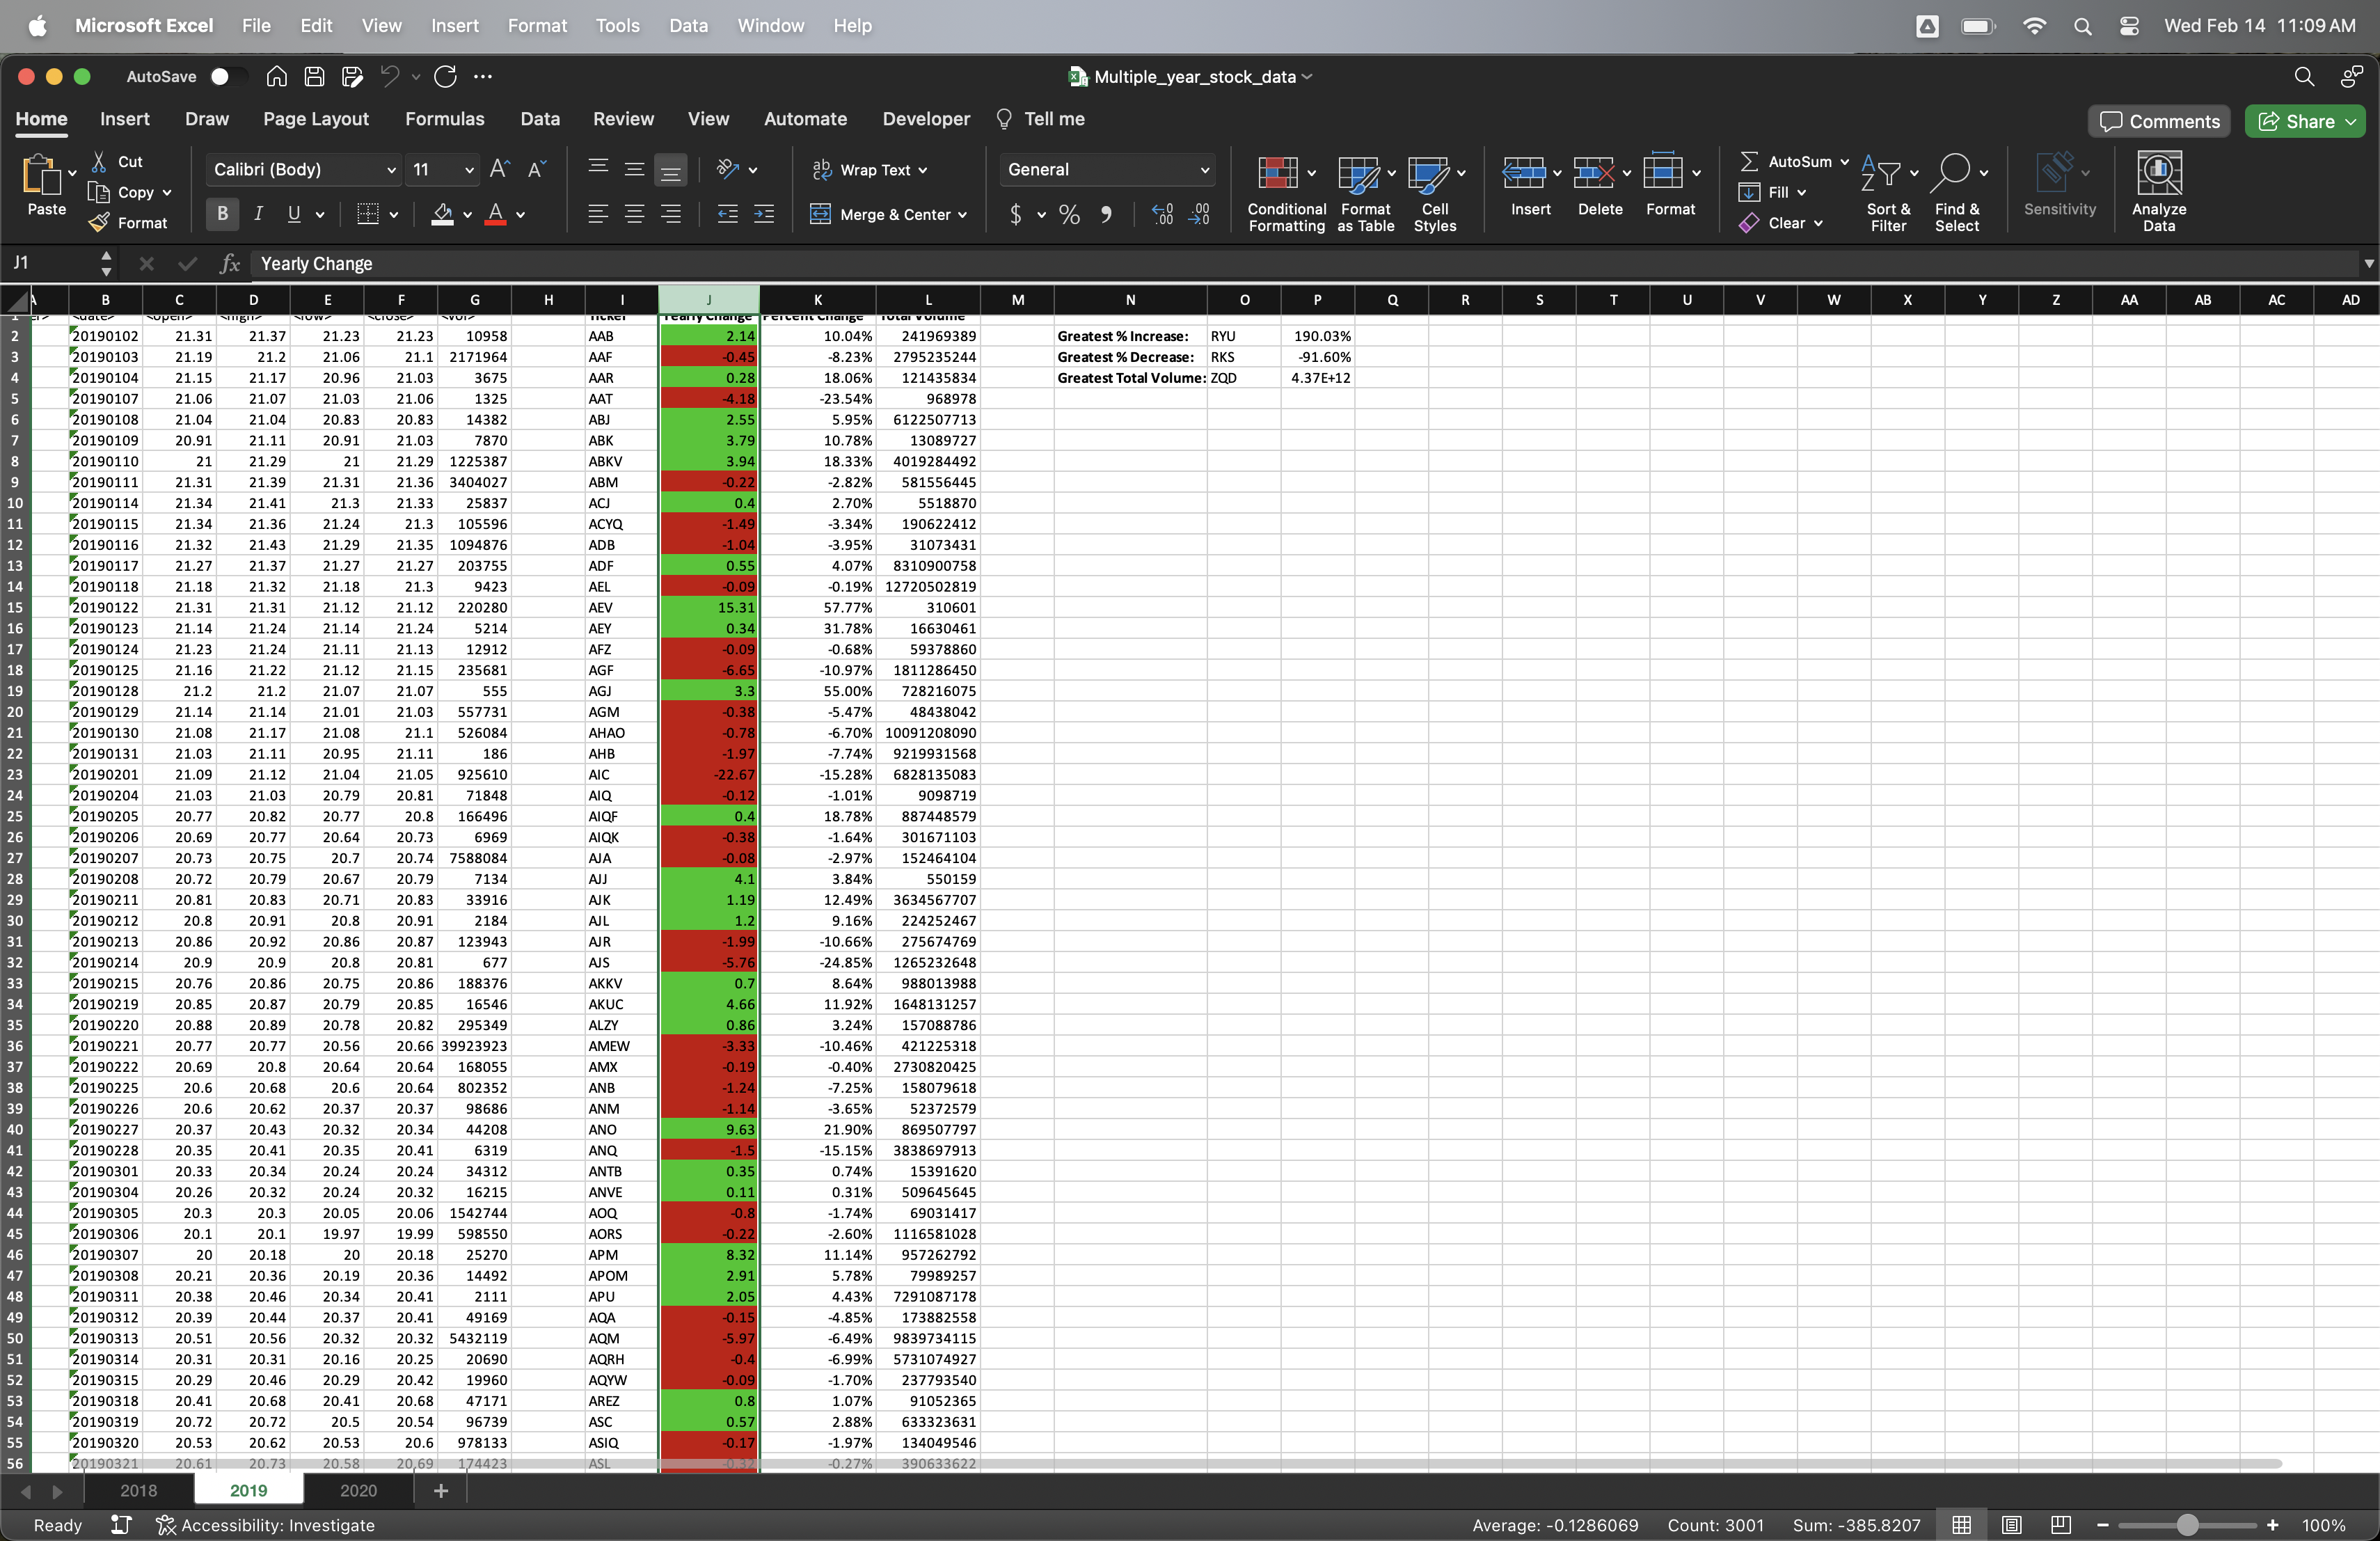 Microsoft Excel File Edit View Insert Format Tools Data Window Help Wed Feb 14 11:09 AM
AutoSave Multiple_year_stock_data
Home Insert Draw Page Layout Formulas Data Review View Automate Developer Tell me Comments Share
Paste Cut Copy Format Calibri (Body) 11 B I U Wrap Text Merge & Center General Conditional Formatting Format as Table Cell Styles Insert Delete Format AutoSum Fill Clear Sort & Filter Find & Select Sensitivity Analyze Data
J1 fx Yearly Change
A B C D E F G H I J K L M N O P Q R S T U V W X Y Z AA AB AC AD
1 <date> <open> <high> <low> <close> <vol> Ticker Yearly Change Percent Change Total Volume
2 20190102 21.31 21.37 21.23 21.23 10958 AAB 2.14 10.04% 241969389 Greatest % Increase: RYU 190.03%
3 20190103 21.19 21.2 21.06 21.1 2171964 AAF -0.45 -8.23% 2795235244 Greatest % Decrease: RKS -91.60%
4 20190104 21.15 21.17 20.96 21.03 3675 AAR 0.28 18.06% 121435834 Greatest Total Volume: ZQD 4.37E+12
5 20190107 21.06 21.07 21.03 21.06 1325 AAT -4.18 -23.54% 968978
6 20190108 21.04 21.04 20.83 20.83 14382 ABJ 2.55 5.95% 6122507713
7 20190109 20.91 21.11 20.91 21.03 7870 ABK 3.79 10.78% 13089727
8 20190110 21 21.29 21 21.29 1225387 ABKV 3.94 18.33% 4019284492
9 20190111 21.31 21.39 21.31 21.36 3404027 ABM -0.22 -2.82% 581556445
10 20190114 21.34 21.41 21.3 21.33 25837 ACJ 0.4 2.70% 5518870
11 20190115 21.34 21.36 21.24 21.3 105596 ACYQ -1.49 -3.34% 190622412
12 20190116 21.32 21.43 21.29 21.35 1094876 ADB -1.04 -3.95% 31073431
13 20190117 21.27 21.37 21.27 21.27 203755 ADF 0.55 4.07% 8310900758
14 20190118 21.18 21.32 21.18 21.3 9423 AEL -0.09 -0.19% 12720502819
15 20190122 21.31 21.31 21.12 21.12 220280 AEV 15.31 57.77% 310601
16 20190123 21.14 21.24 21.14 21.24 5214 AEY 0.34 31.78% 16630461
17 20190124 21.23 21.24 21.11 21.13 12912 AFZ -0.09 -0.68% 59378860
18 20190125 21.16 21.22 21.12 21.15 235681 AGF -6.65 -10.97% 1811286450
19 20190128 21.2 21.2 21.07 21.07 555 AGJ 3.3 55.00% 728216075
20 20190129 21.14 21.14 21.01 21.03 557731 AGM -0.38 -5.47% 48438042
21 20190130 21.08 21.17 21.08 21.1 526084 AHAO -0.78 -6.70% 10091208090
22 20190131 21.03 21.11 20.95 21.11 186 AHB -1.97 -7.74% 9219931568
23 20190201 21.09 21.12 21.04 21.05 925610 AIC -22.67 -15.28% 6828135083
24 20190204 21.03 21.03 20.79 20.81 71848 AIQ -0.12 -1.01% 9098719
25 20190205 20.77 20.82 20.77 20.8 166496 AIQF 0.4 18.78% 887448579
26 20190206 20.69 20.77 20.64 20.73 6969 AIQK -0.38 -1.64% 301671103
27 20190207 20.73 20.75 20.7 20.74 7588084 AJA -0.08 -2.97% 152464104
28 20190208 20.72 20.79 20.67 20.79 7134 AJJ 4.1 3.84% 550159
29 20190211 20.81 20.83 20.71 20.83 33916 AJK 1.19 12.49% 3634567707
30 20190212 20.8 20.91 20.8 20.91 2184 AJL 1.2 9.16% 224252467
31 20190213 20.86 20.92 20.86 20.87 123943 AJR -1.99 -10.66% 275674769
32 20190214 20.9 20.9 20.8 20.81 677 AJS -5.76 -24.85% 1265232648
33 20190215 20.76 20.86 20.75 20.86 188376 AKKV 0.7 8.64% 988013988
34 20190219 20.85 20.87 20.79 20.85 16546 AKUC 4.66 11.92% 1648131257
35 20190220 20.88 20.89 20.78 20.82 295349 ALZY 0.86 3.24% 157088786
36 20190221 20.77 20.77 20.56 20.66 39923923 AMEW -3.33 -10.46% 421225318
37 20190222 20.69 20.8 20.64 20.64 168055 AMX -0.19 -0.40% 2730820425
38 20190225 20.6 20.68 20.6 20.64 802352 ANB -1.24 -7.25% 158079618
39 20190226 20.6 20.62 20.37 20.37 98686 ANM -1.14 -3.65% 52372579
40 20190227 20.37 20.43 20.32 20.34 44208 ANO 9.63 21.90% 869507797
41 20190228 20.35 20.41 20.35 20.41 6319 ANQ -1.5 -15.15% 3838697913
42 20190301 20.33 20.34 20.24 20.24 34312 ANTB 0.35 0.74% 15391620
43 20190304 20.26 20.32 20.24 20.32 16215 ANVE 0.11 0.31% 509645645
44 20190305 20.3 20.3 20.05 20.06 1542744 AOQ -0.8 -1.74% 69031417
45 20190306 20.1 20.1 19.97 19.99 598550 AORS -0.22 -2.60% 1116581028
46 20190307 20 20.18 20 20.18 25270 APM 8.32 11.14% 957262792
47 20190308 20.21 20.36 20.19 20.36 14492 APOM 2.91 5.78% 79989257
48 20190311 20.38 20.46 20.34 20.41 2111 APU 2.05 4.43% 7291087178
49 20190312 20.39 20.44 20.37 20.41 49169 AQA -0.15 -4.85% 173882558
50 20190313 20.51 20.56 20.32 20.32 5432119 AQM -5.97 -6.49% 9839734115
51 20190314 20.31 20.31 20.16 20.25 20690 AQRH -0.4 -6.99% 5731074927
52 20190315 20.29 20.46 20.29 20.42 19960 AQYW -0.09 -1.70% 237793540
53 20190318 20.41 20.68 20.41 20.68 47171 AREZ 0.8 1.07% 91052365
54 20190319 20.72 20.72 20.5 20.54 96739 ASC 0.57 2.88% 633323631
55 20190320 20.53 20.62 20.53 20.6 978133 ASIQ -0.17 -1.97% 134049546
56 20190321 20.61 20.73 20.58 20.69 174423 ASL -0.32 -0.27% 390633622
2018 2019 2020 +
Ready Accessibility: Investigate Average: -0.1286069 Count: 3001 Sum: -385.8207 100%